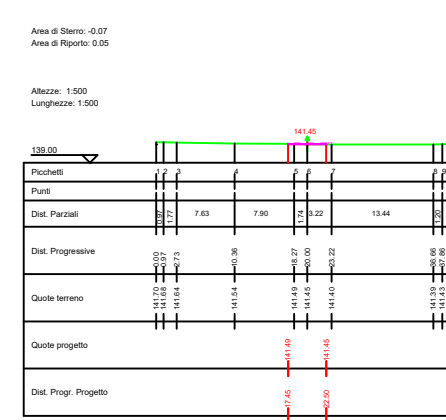 Area di Sterro: -0.07
Area di Riporto: 0.05
Altezze: 1:500
Lunghezze: 1:500
141.45
139.00
Picchetti 1 2 3 4 5 6 7 8 9
Punti
Dist. Parziali 0.97 1.77 7.63 7.90 1.74 3.22 13.44 1.20
Dist. Progressive 0.00 0.97 2.73 10.36 18.27 20.00 23.22 36.66 37.86
Quote terreno 141.70 141.68 141.64 141.54 141.49 141.45 141.40 141.39 141.43
Quote progetto 141.49 141.45
Dist. Progr. Progetto 17.45 22.50